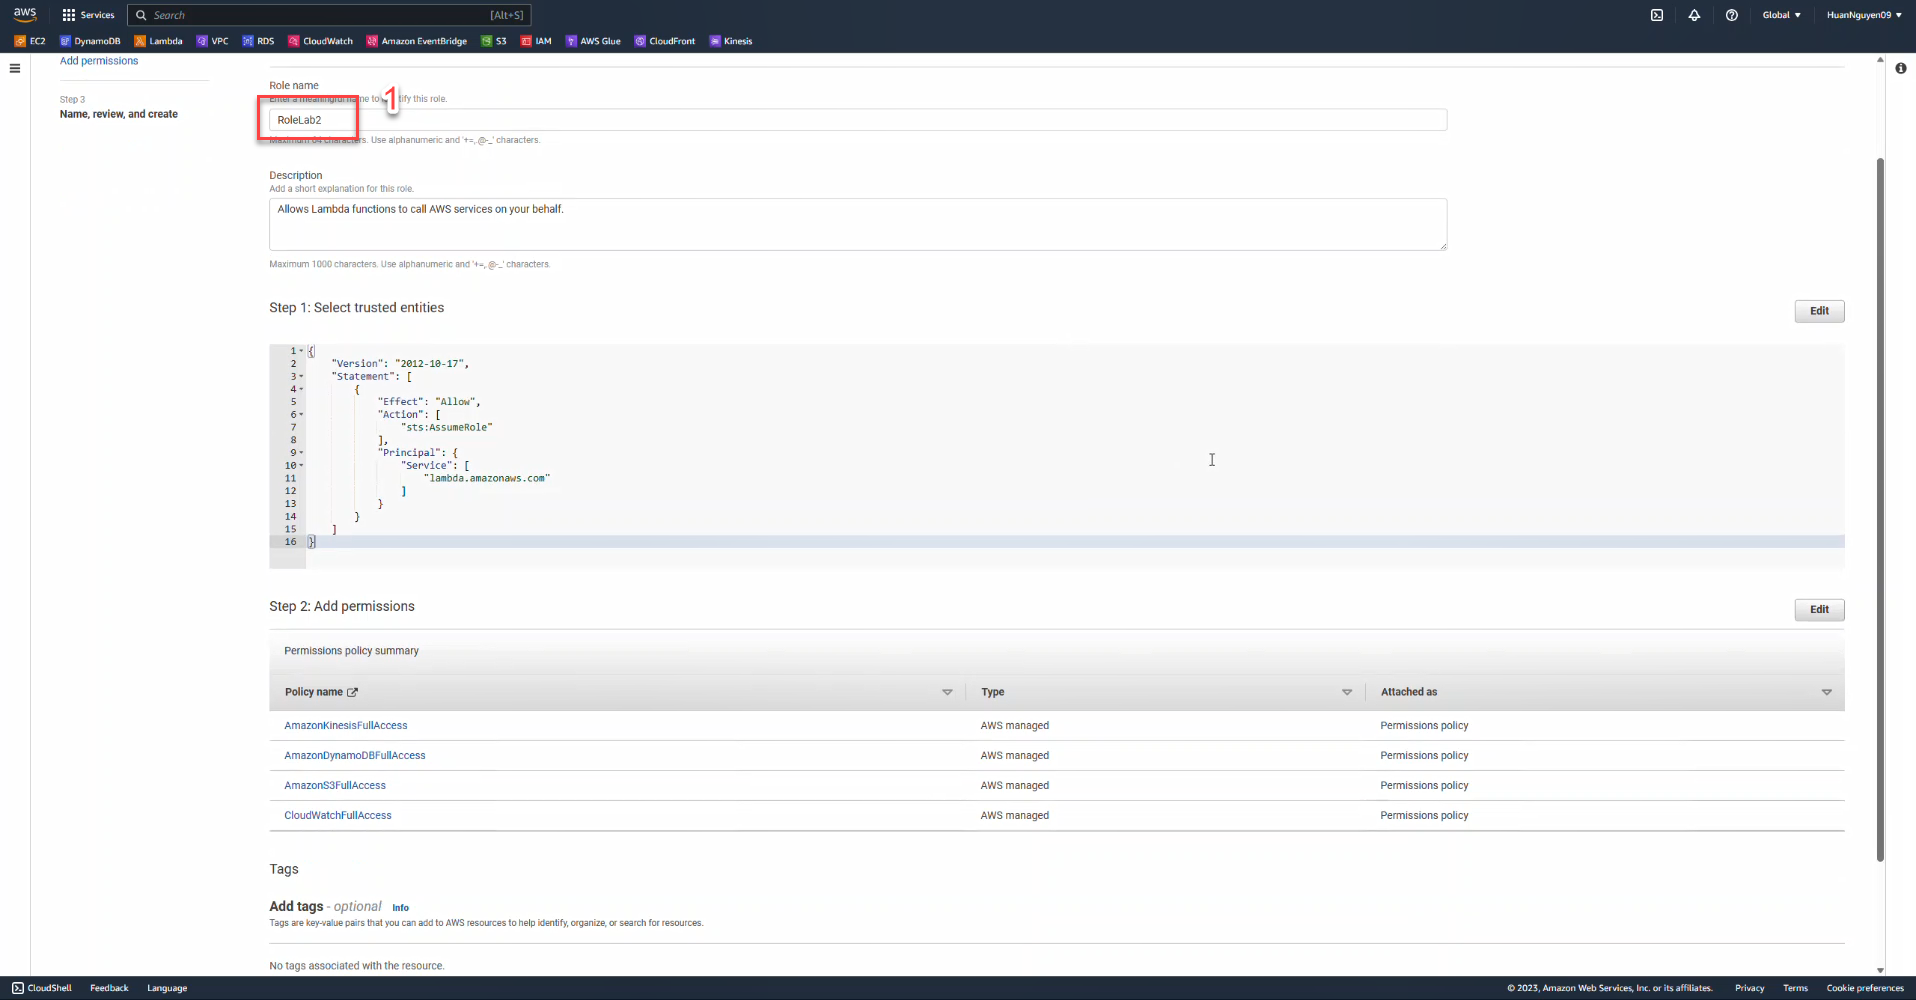 aws
Services
Search
[Alt+S]
Global
HuanNguyen09
EC2
DynamoDB
Lambda
VPC
RDS
CloudWatch
Amazon EventBridge
S3
IAM
AWS Glue
CloudFront
Kinesis
Add permissions
Step 3
Name, review, and create
Role name
1
Enter a meaningful name to identify this role.
RoleLab2
Maximum 64 characters. Use alphanumeric and '+=,.@-_' characters.
Description
Add a short explanation for this role.
Allows Lambda functions to call AWS services on your behalf.
Maximum 1000 characters. Use alphanumeric and '+=,.@-_' characters.
Step 1: Select trusted entities
Edit
1 {
2 "Version": "2012-10-17",
3 "Statement": [
4 {
5 "Effect": "Allow",
6 "Action": [
7 "sts:AssumeRole"
8 ],
9 "Principal": {
10 "Service": [
11 "lambda.amazonaws.com"
12 ]
13 }
14 }
15 ]
16 }
Step 2: Add permissions
Edit
Permissions policy summary
Policy name Type Attached as
AmazonKinesisFullAccess AWS managed Permissions policy
AmazonDynamoDBFullAccess AWS managed Permissions policy
AmazonS3FullAccess AWS managed Permissions policy
CloudWatchFullAccess AWS managed Permissions policy
Tags
Add tags - optional Info
Tags are key-value pairs that you can add to AWS resources to help identify, organize, or search for resources.
No tags associated with the resource.
CloudShell
Feedback
Language
© 2023, Amazon Web Services, Inc. or its affiliates.
Privacy
Terms
Cookie preferences